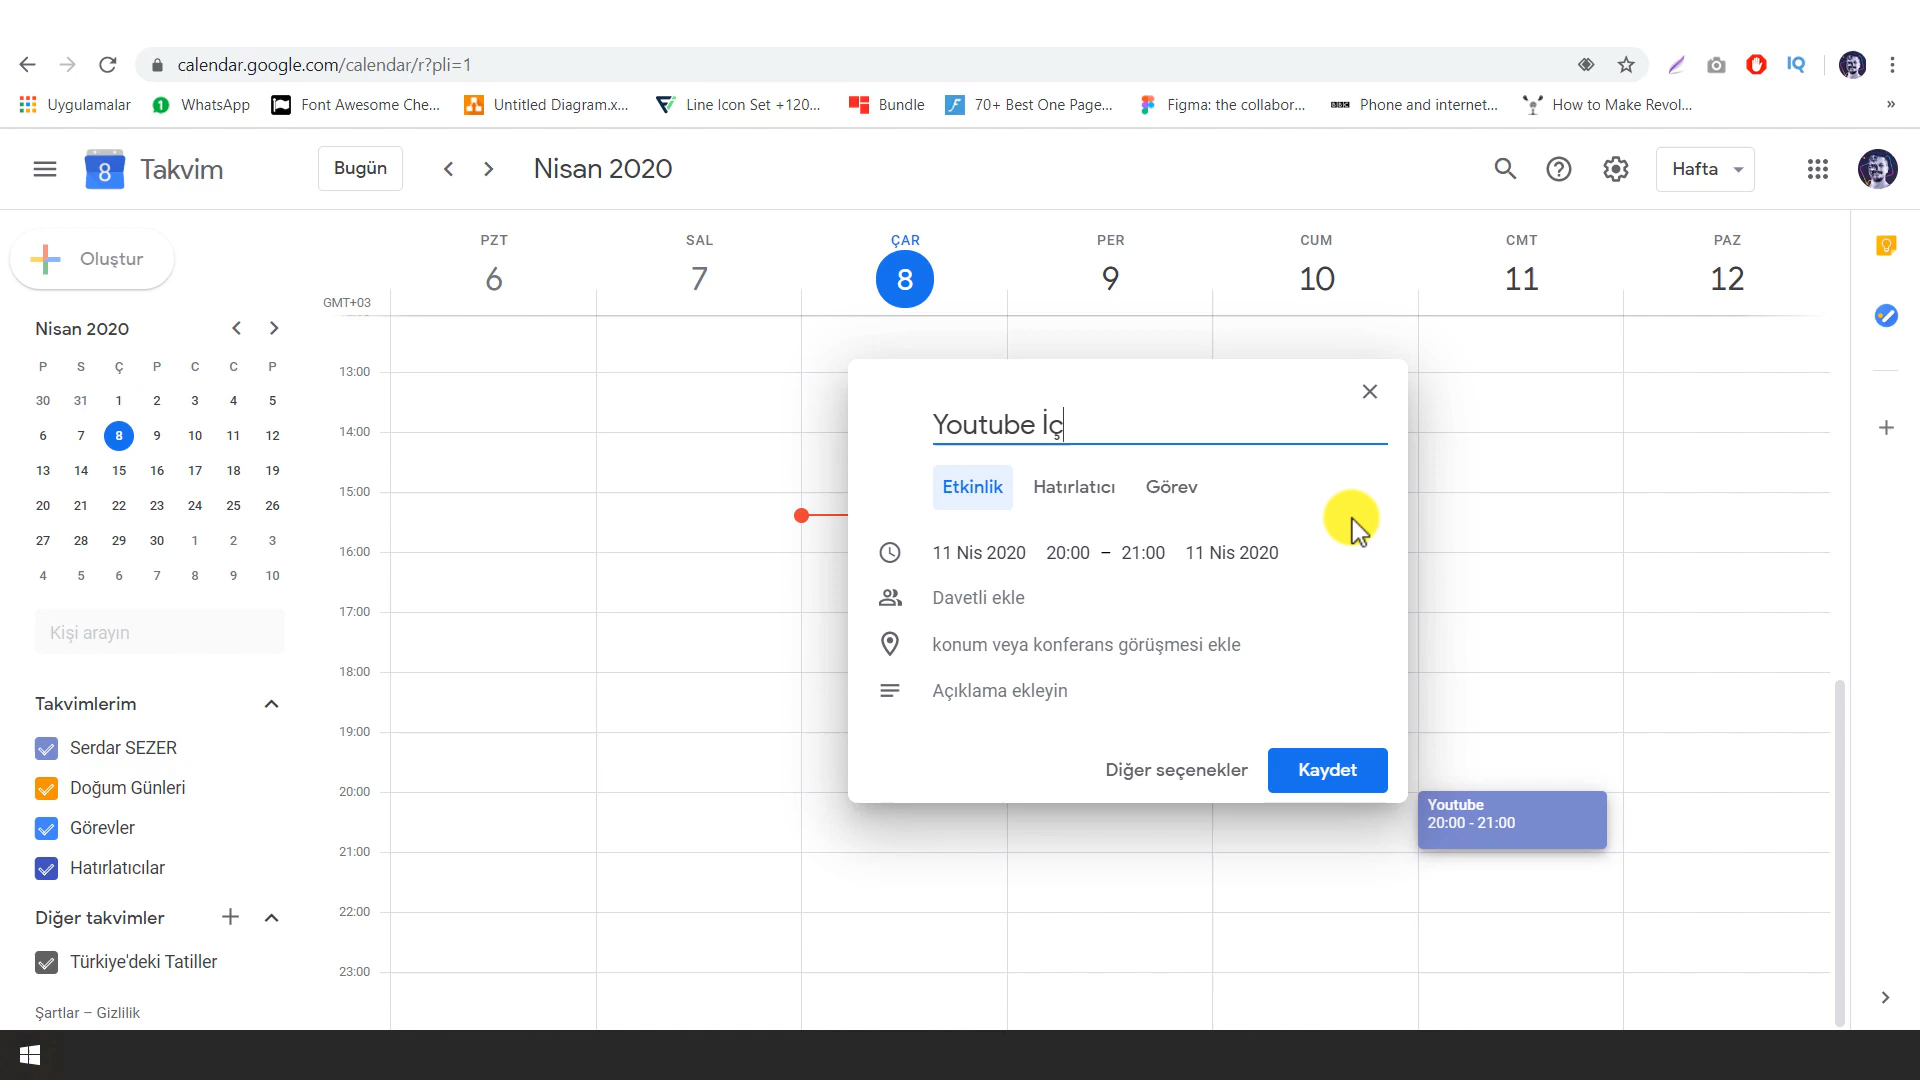 calendar.google.com/calendar/r?pli=1
IQ
Uygulamalar
1
WhatsApp
Font Awesome Che...
Untitled Diagram.x...
Line Icon Set +120...
Bundle
70+ Best One Page...
Figma: the collabor...
BBC
Phone and internet...
How to Make Revol...
»
8
Takvim
Bugün
Nisan 2020
Hafta
Oluştur
PZT SAL ÇAR PER CUM CMT PAZ
6 7 8 9 10 11 12
GMT+03
Nisan 2020
P S Ç P C C P
30 31 1 2 3 4 5
6 7 8 9 10 11 12
13 14 15 16 17 18 19
20 21 22 23 24 25 26
27 28 29 30 1 2 3
4 5 6 7 8 9 10
Kişi arayın
Takvimlerim
Serdar SEZER
Doğum Günleri
Görevler
Hatırlatıcılar
Diğer takvimler
Türkiye'deki Tatiller
Şartlar – Gizlilik
13:00
14:00
15:00
16:00
17:00
18:00
19:00
20:00
21:00
22:00
23:00
Youtube İç
Etkinlik Hatırlatıcı Görev
11 Nis 2020 20:00 – 21:00 11 Nis 2020
Davetli ekle
konum veya konferans görüşmesi ekle
Açıklama ekleyin
Diğer seçenekler
Kaydet
Youtube
20:00 - 21:00